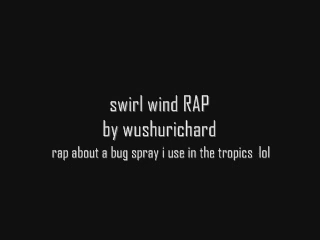 swirl wind RAP
by wushurichard
rap about a bug spray i use in the tropics lol